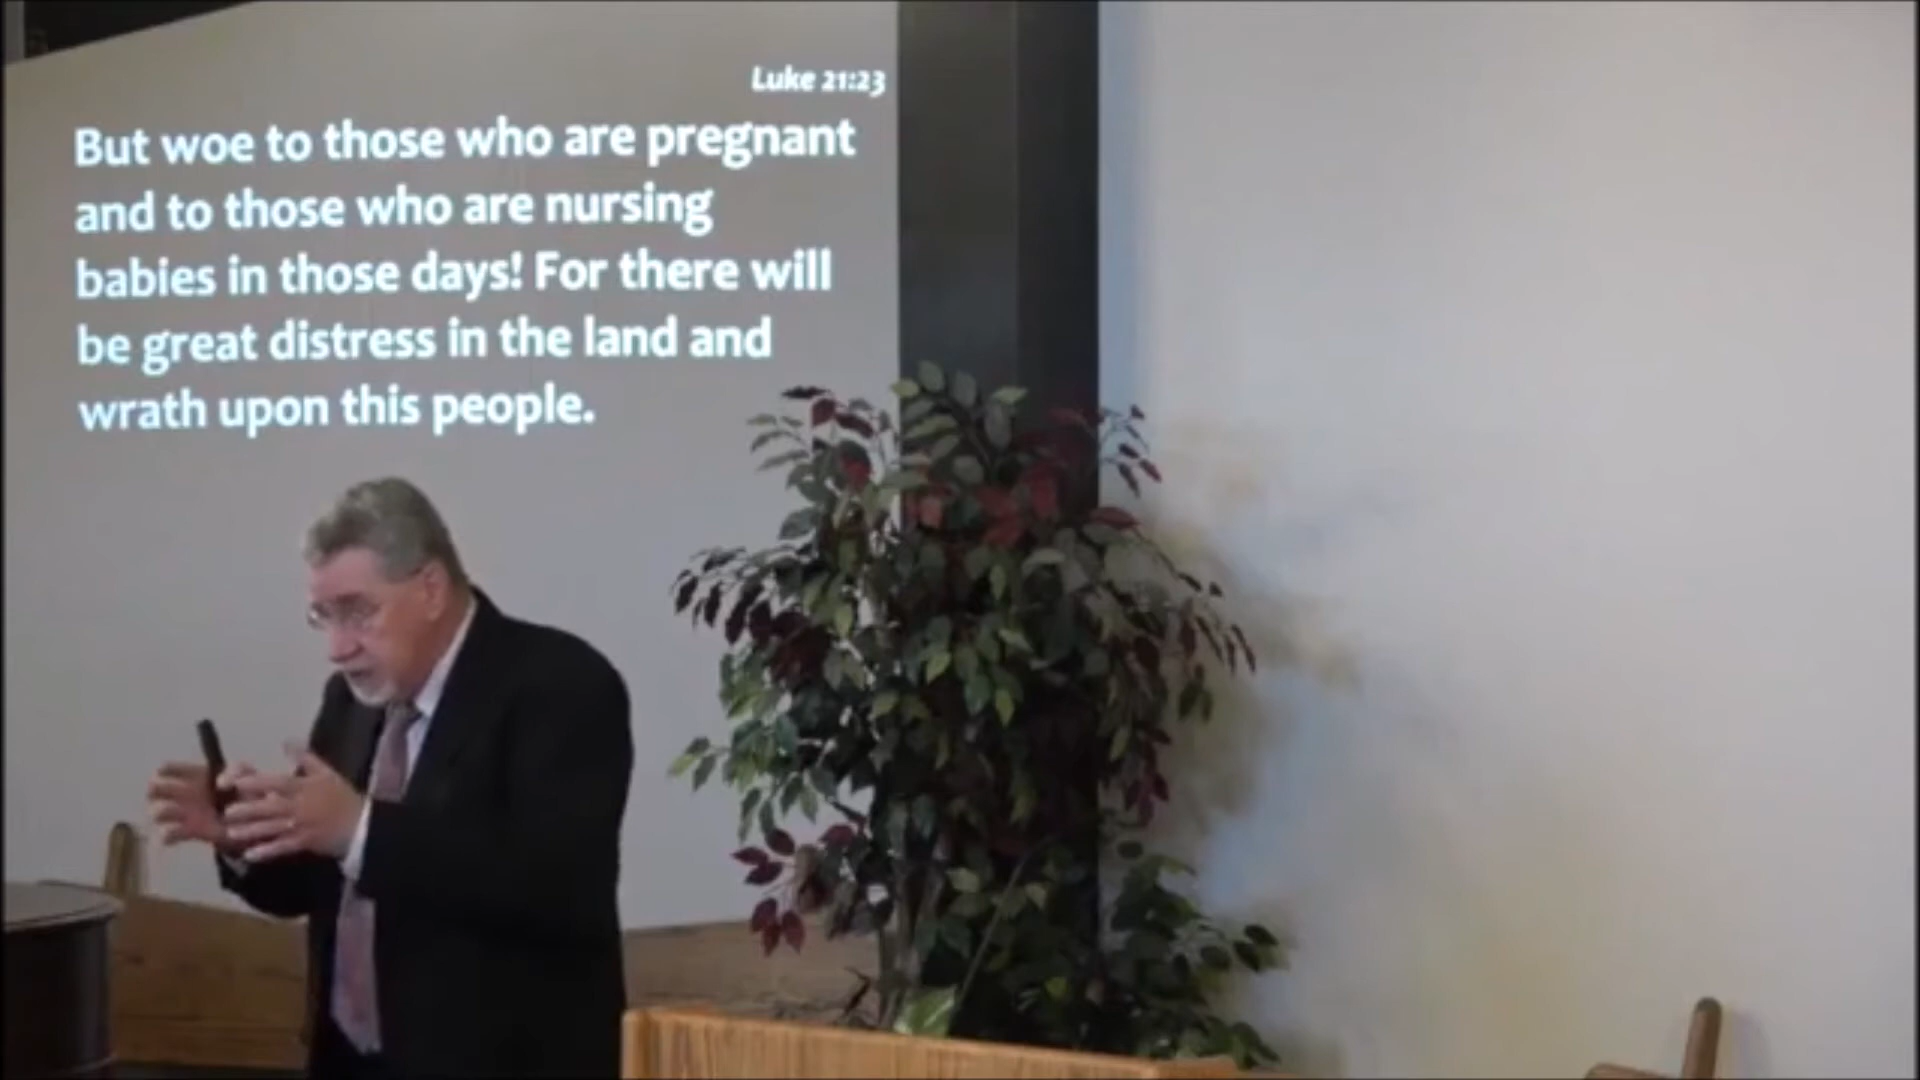 Luke 21:23
But woe to those who are pregnant
and to those who are nursing
babies in those days! For there will
be great distress in the land and
wrath upon this people.